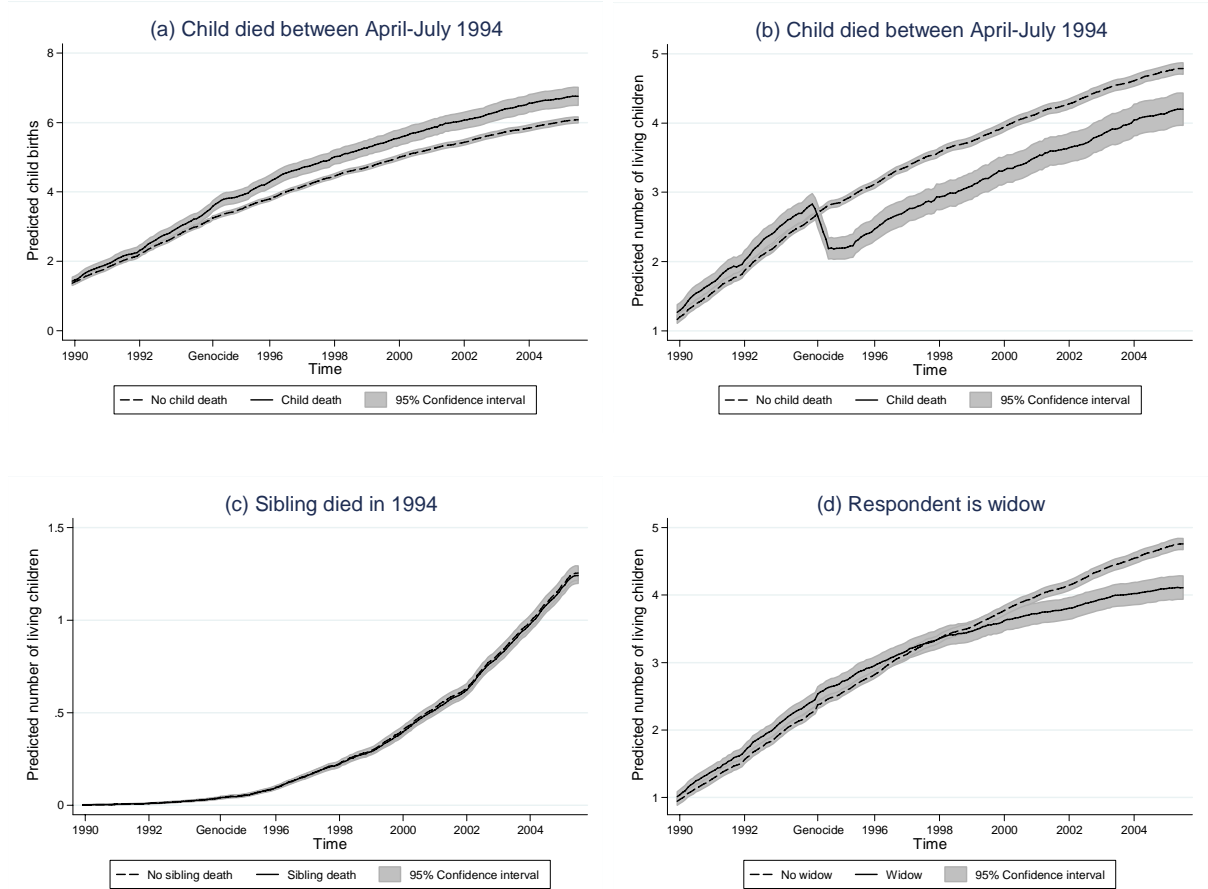 (a) Child died between April-July 1994
Predicted child births
8
6
4
2
0
1990 1992 Genocide 1996 1998 2000 2002 2004
Time
No child death Child death 95% Confidence interval
(b) Child died between April-July 1994
Predicted number of living children
5
4
3
2
1
1990 1992 Genocide 1996 1998 2000 2002 2004
Time
No child death Child death 95% Confidence interval
(c) Sibling died in 1994
Predicted number of living children
1.5
1
.5
0
1990 1992 Genocide 1996 1998 2000 2002 2004
Time
No sibling death Sibling death 95% Confidence interval
(d) Respondent is widow
Predicted number of living children
5
4
3
2
1
1990 1992 Genocide 1996 1998 2000 2002 2004
Time
No widow Widow 95% Confidence interval